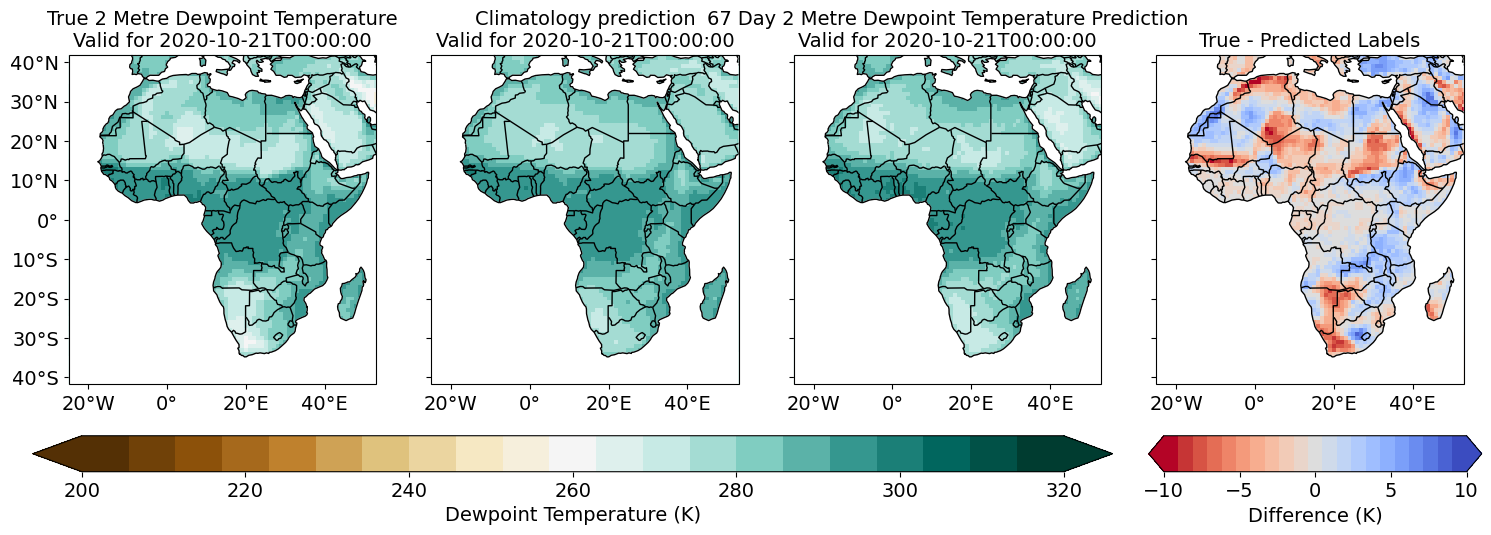 True 2 Metre Dewpoint Temperature
Valid for 2020-10-21T00:00:00
Climatology prediction  67 Day 2 Metre Dewpoint Temperature Prediction
Valid for 2020-10-21T00:00:00
Valid for 2020-10-21T00:00:00
True - Predicted Labels
40°N
30°N
20°N
10°N
0°
10°S
20°S
30°S
40°S
20°W 0° 20°E 40°E
20°W 0° 20°E 40°E
20°W 0° 20°E 40°E
20°W 0° 20°E 40°E
200 220 240 260 280 300 320
Dewpoint Temperature (K)
−10 −5 0 5 10
Difference (K)